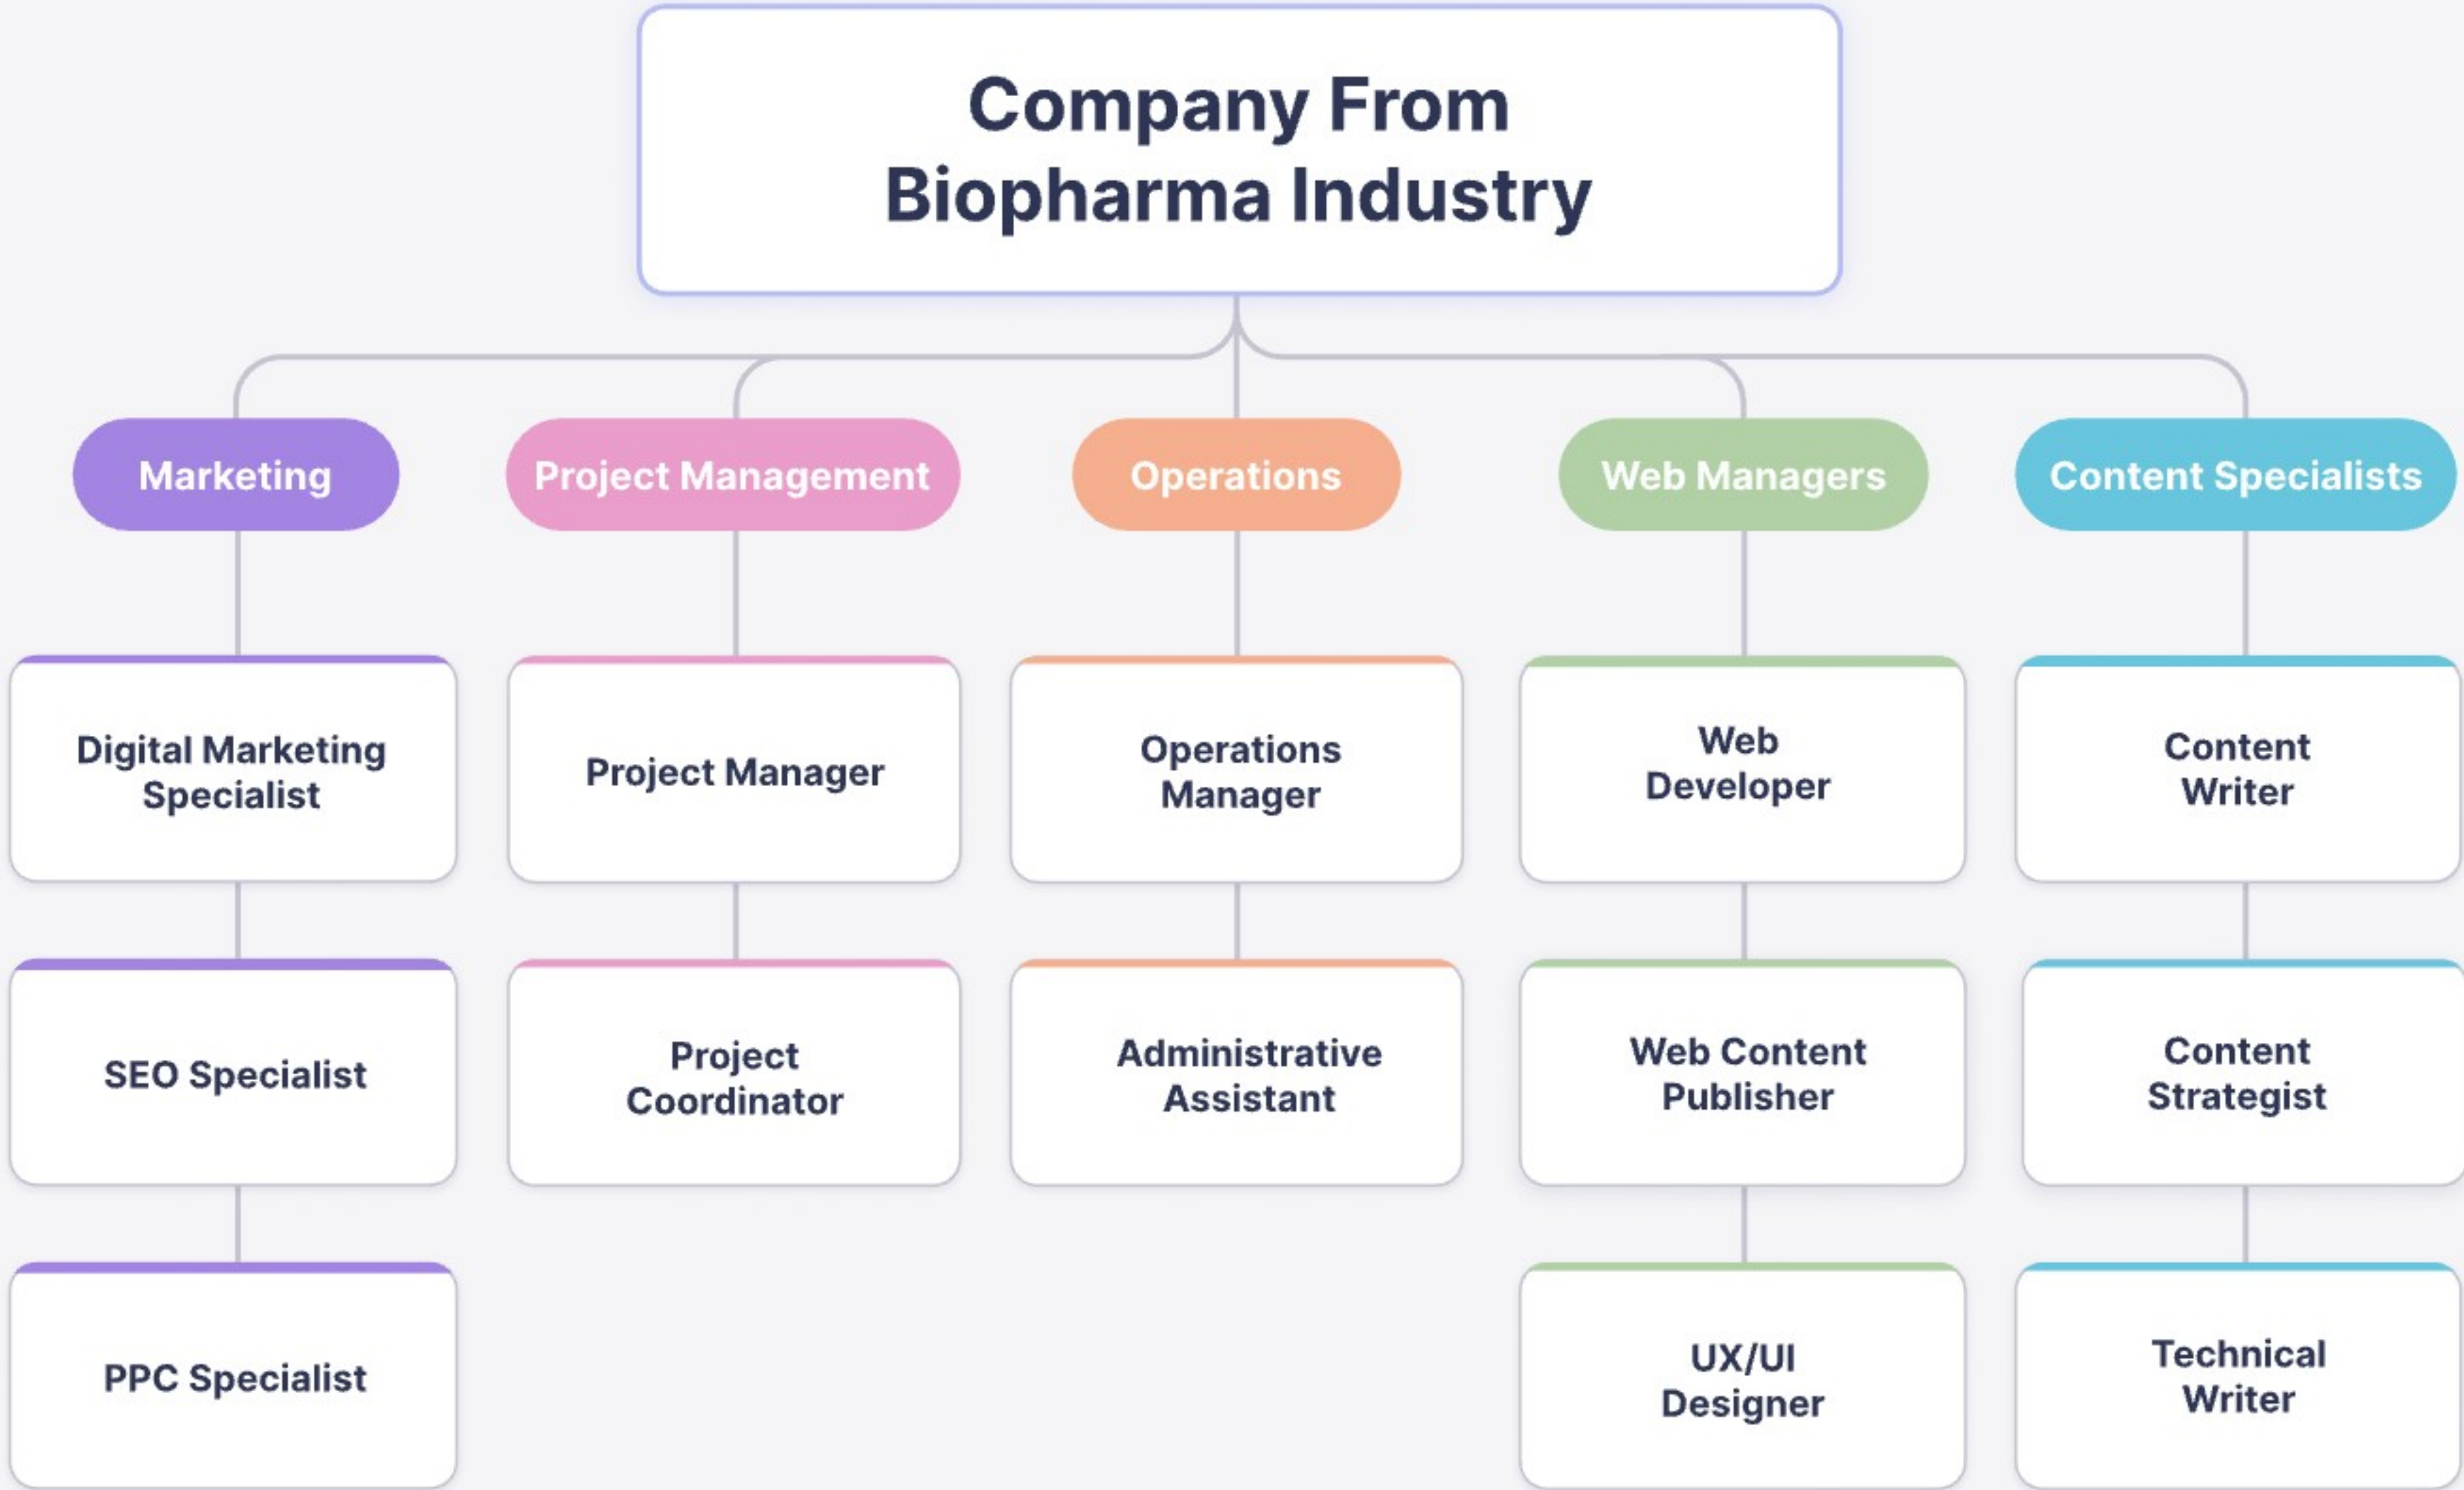 Company From
Biopharma Industry
Marketing
Project Management
Operations
Web Managers
Content Specialists
Digital Marketing
Specialist
Project Manager
Operations
Manager
Web
Developer
Content
Writer
SEO Specialist
Project
Coordinator
Administrative
Assistant
Web Content
Publisher
Content
Strategist
PPC Specialist
UX/UI
Designer
Technical
Writer